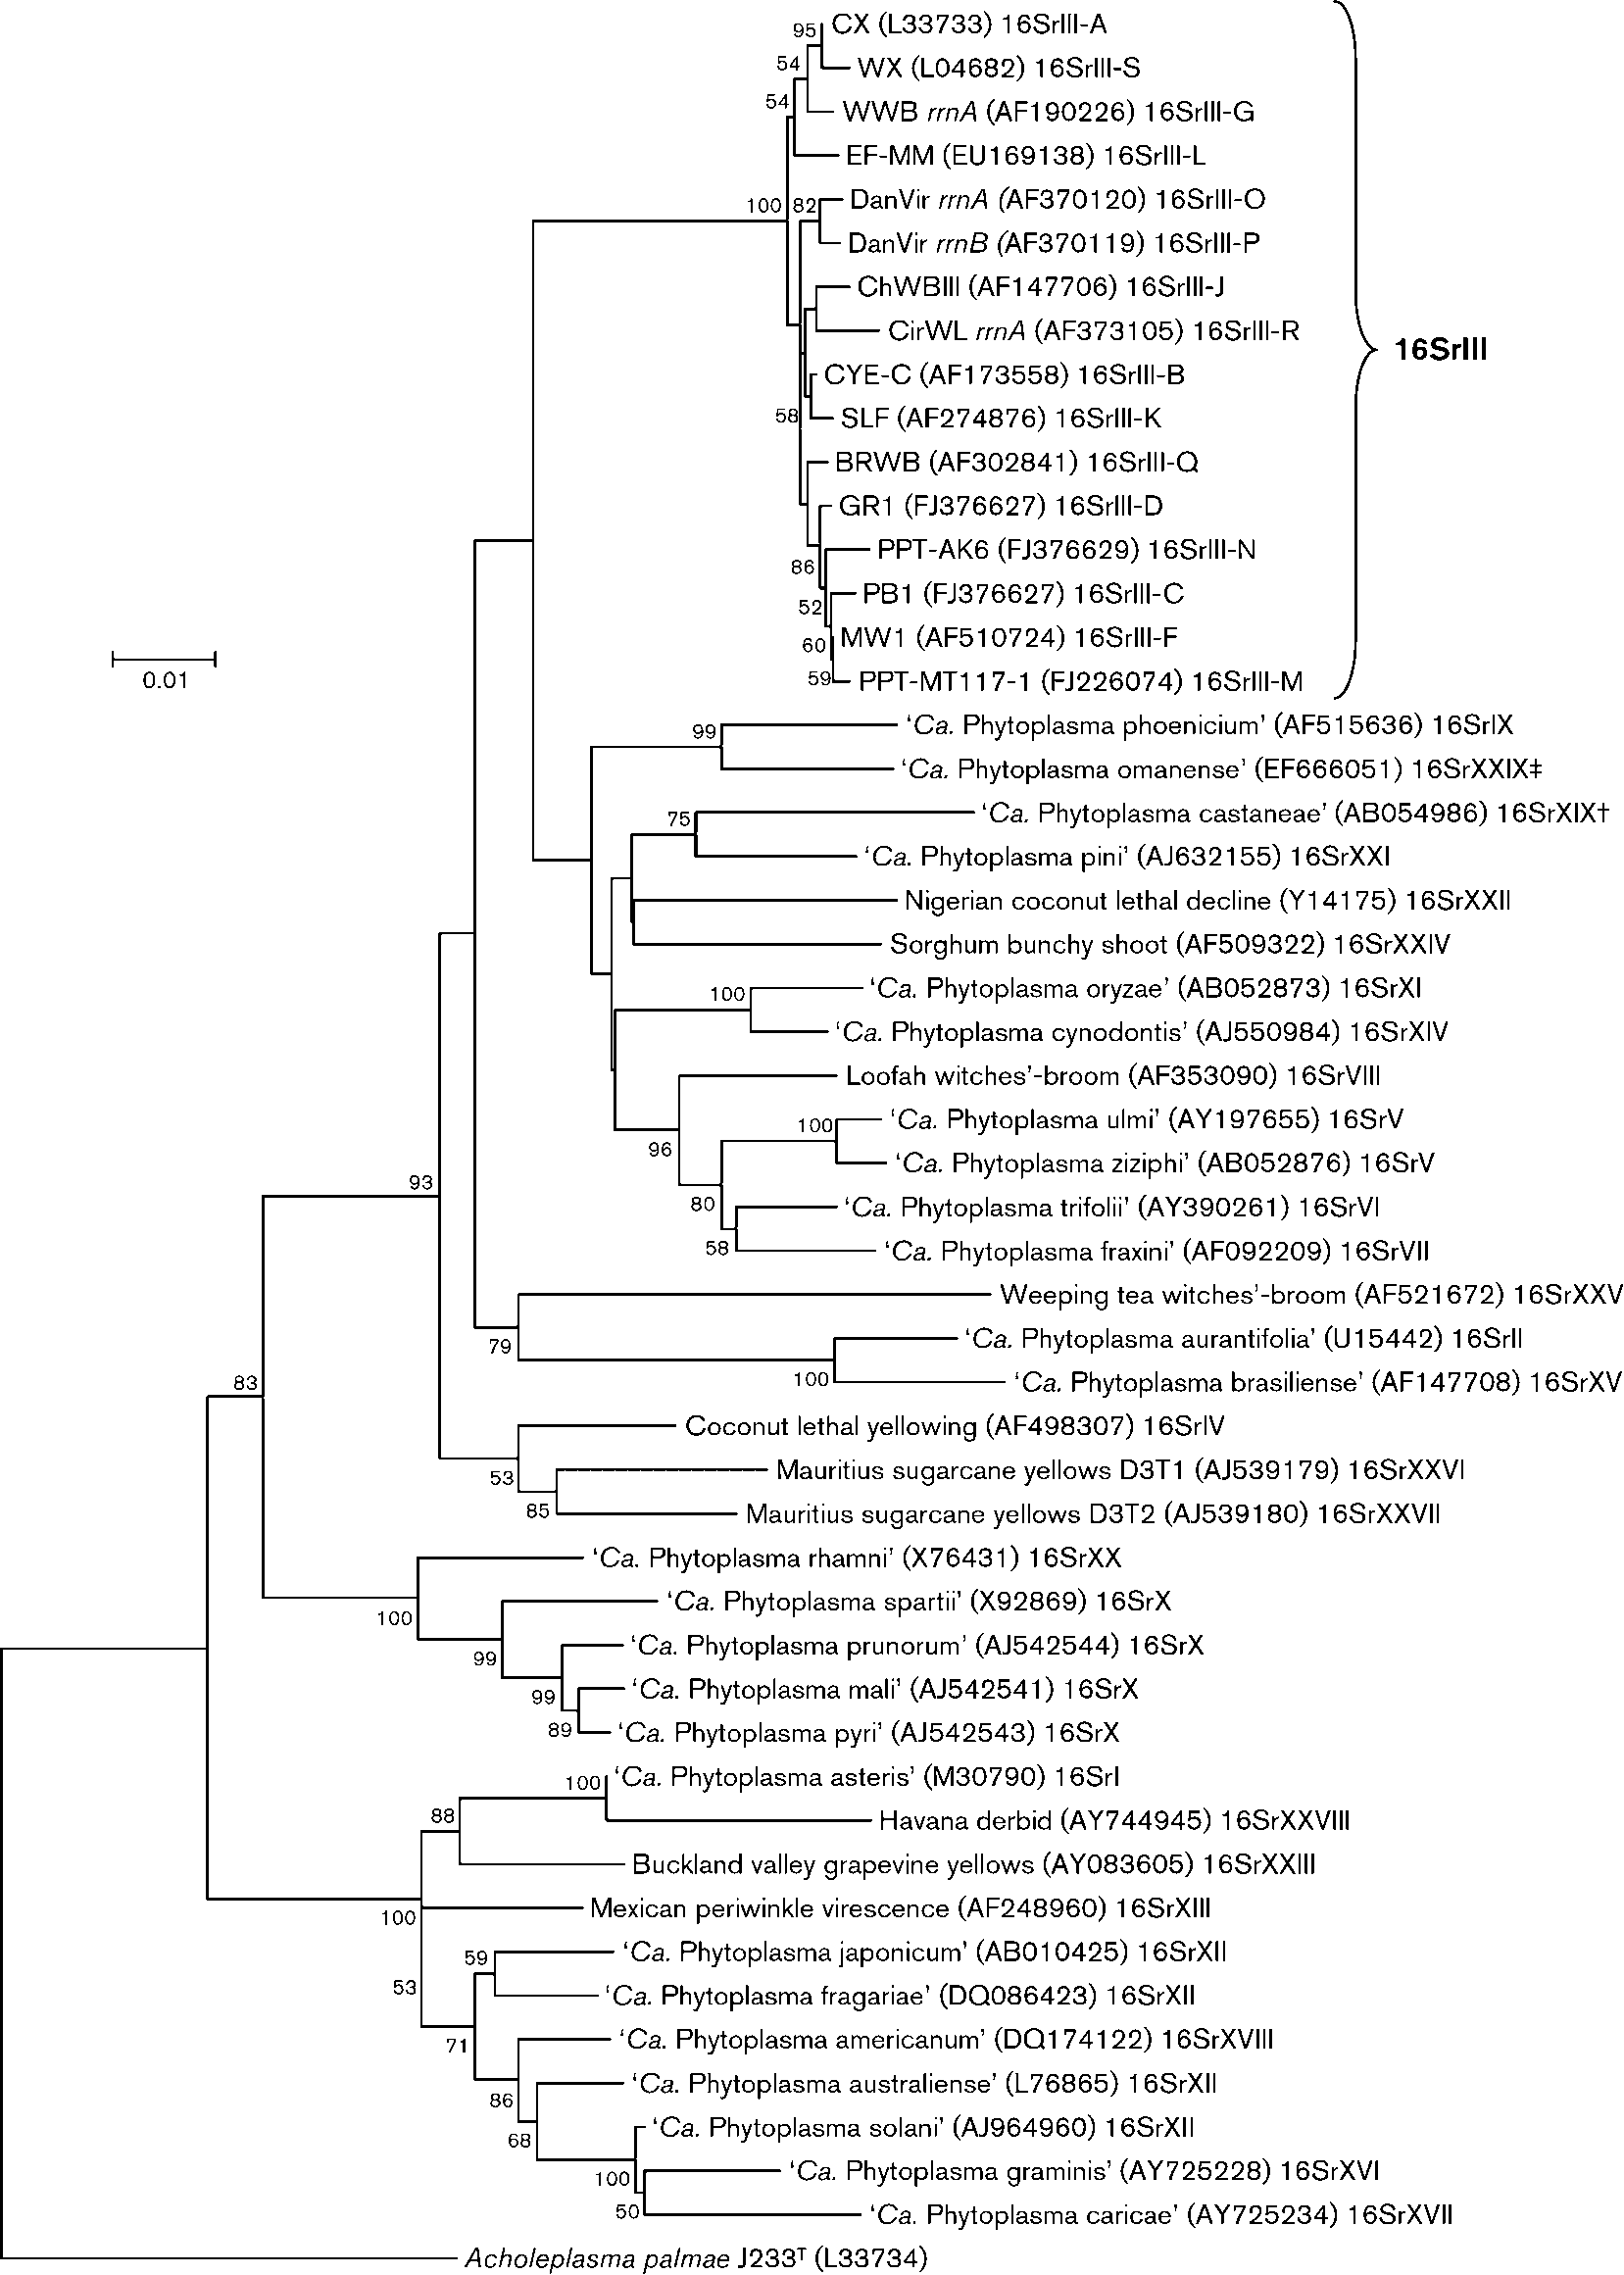 95
CX (L33733) 16SrIII-A
54
WX (L04682) 16SrIII-S
54
WWB rrnA (AF190226) 16SrIII-G
EF-MM (EU169138) 16SrIII-L
100
82
DanVir rrnA (AF370120) 16SrIII-O
DanVir rrnB (AF370119) 16SrIII-P
ChWBIII (AF147706) 16SrIII-J
CirWL rrnA (AF373105) 16SrIII-R
16SrIII
CYE-C (AF173558) 16SrIII-B
58
SLF (AF274876) 16SrIII-K
BRWB (AF302841) 16SrIII-Q
GR1 (FJ376627) 16SrIII-D
PPT-AK6 (FJ376629) 16SrIII-N
86
PB1 (FJ376627) 16SrIII-C
52
MW1 (AF510724) 16SrIII-F
60
0.01
59
PPT-MT117-1 (FJ226074) 16SrIII-M
99
‘Ca. Phytoplasma phoenicium’ (AF515636) 16SrIX
‘Ca. Phytoplasma omanense’ (EF666051) 16SrXXIX‡
75
‘Ca. Phytoplasma castaneae’ (AB054986) 16SrXIX†
‘Ca. Phytoplasma pini’ (AJ632155) 16SrXXI
Nigerian coconut lethal decline (Y14175) 16SrXXII
Sorghum bunchy shoot (AF509322) 16SrXXIV
100
‘Ca. Phytoplasma oryzae’ (AB052873) 16SrXI
‘Ca. Phytoplasma cynodontis’ (AJ550984) 16SrXIV
Loofah witches’-broom (AF353090) 16SrVIII
100
‘Ca. Phytoplasma ulmi’ (AY197655) 16SrV
96
‘Ca. Phytoplasma ziziphi’ (AB052876) 16SrV
93
80
‘Ca. Phytoplasma trifolii’ (AY390261) 16SrVI
58
‘Ca. Phytoplasma fraxini’ (AF092209) 16SrVII
Weeping tea witches’-broom (AF521672) 16SrXXV
79
‘Ca. Phytoplasma aurantifolia’ (U15442) 16SrII
83
100
‘Ca. Phytoplasma brasiliense’ (AF147708) 16SrXV
Coconut lethal yellowing (AF498307) 16SrIV
53
Mauritius sugarcane yellows D3T1 (AJ539179) 16SrXXVI
85
Mauritius sugarcane yellows D3T2 (AJ539180) 16SrXXVII
‘Ca. Phytoplasma rhamni’ (X76431) 16SrXX
100
‘Ca. Phytoplasma spartii’ (X92869) 16SrX
99
‘Ca. Phytoplasma prunorum’ (AJ542544) 16SrX
99
‘Ca. Phytoplasma mali’ (AJ542541) 16SrX
89
‘Ca. Phytoplasma pyri’ (AJ542543) 16SrX
100
‘Ca. Phytoplasma asteris’ (M30790) 16SrI
88
Havana derbid (AY744945) 16SrXXVIII
Buckland valley grapevine yellows (AY083605) 16SrXXIII
100
Mexican periwinkle virescence (AF248960) 16SrXIII
59
‘Ca. Phytoplasma japonicum’ (AB010425) 16SrXII
53
‘Ca. Phytoplasma fragariae’ (DQ086423) 16SrXII
71
‘Ca. Phytoplasma americanum’ (DQ174122) 16SrXVIII
86
‘Ca. Phytoplasma australiense’ (L76865) 16SrXII
68
‘Ca. Phytoplasma solani’ (AJ964960) 16SrXII
100
‘Ca. Phytoplasma graminis’ (AY725228) 16SrXVI
50
‘Ca. Phytoplasma caricae’ (AY725234) 16SrXVII
Acholeplasma palmae J233ᵀ (L33734)